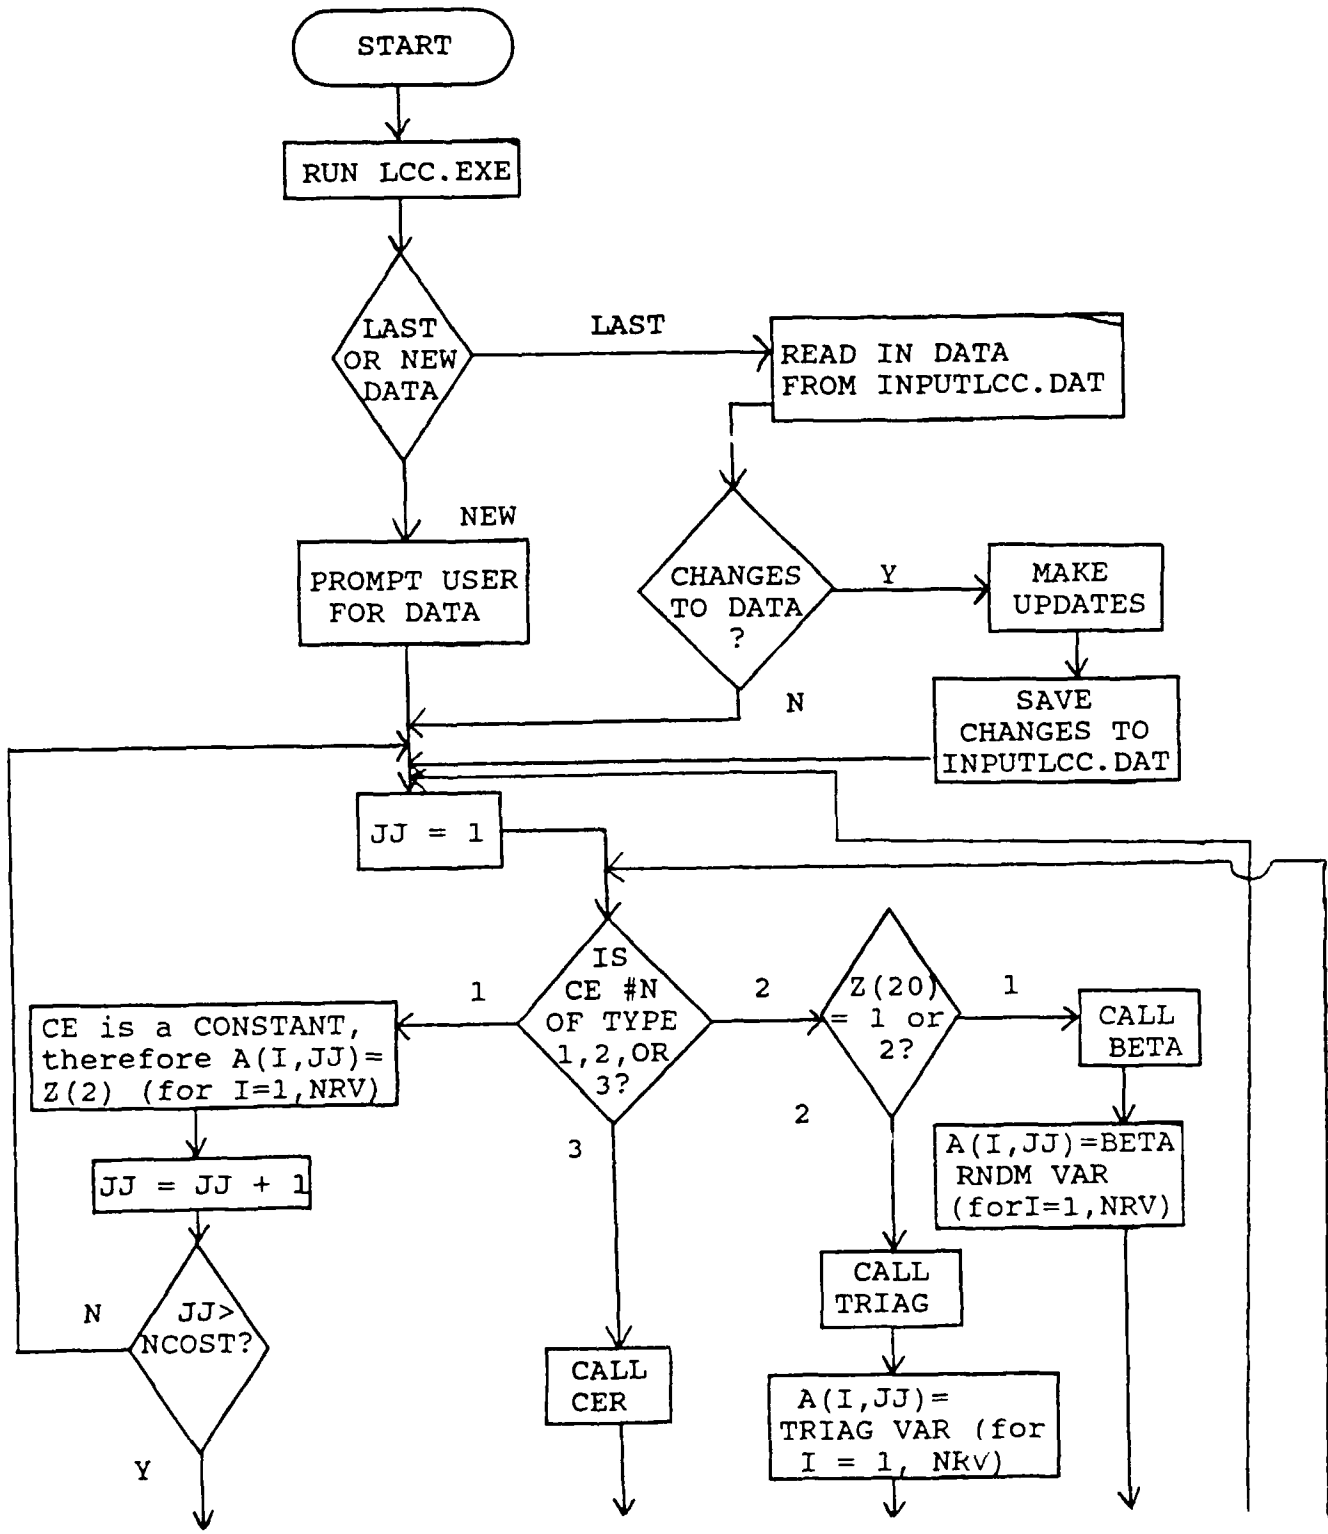 START
RUN LCC.EXE
LAST
OR NEW
DATA
LAST
READ IN DATA
FROM INPUTLCC.DAT
NEW
PROMPT USER
FOR DATA
CHANGES
TO DATA
?
Y
MAKE
UPDATES
N
SAVE
CHANGES TO
INPUTLCC.DAT
JJ = 1
IS
CE #N
OF TYPE
1,2,OR
3?
1
CE is a CONSTANT,
therefore A(I,JJ)=
Z(2) (for I=1,NRV)
JJ = JJ + 1
JJ>
NCOST?
N
Y
2
Z(20)
= 1 or
2?
1
CALL
BETA
A(I,JJ)=BETA
RNDM VAR
(forI=1,NRV)
2
CALL
TRIAG
A(I,JJ)=
TRIAG VAR (for
I = 1, NRV)
3
CALL
CER